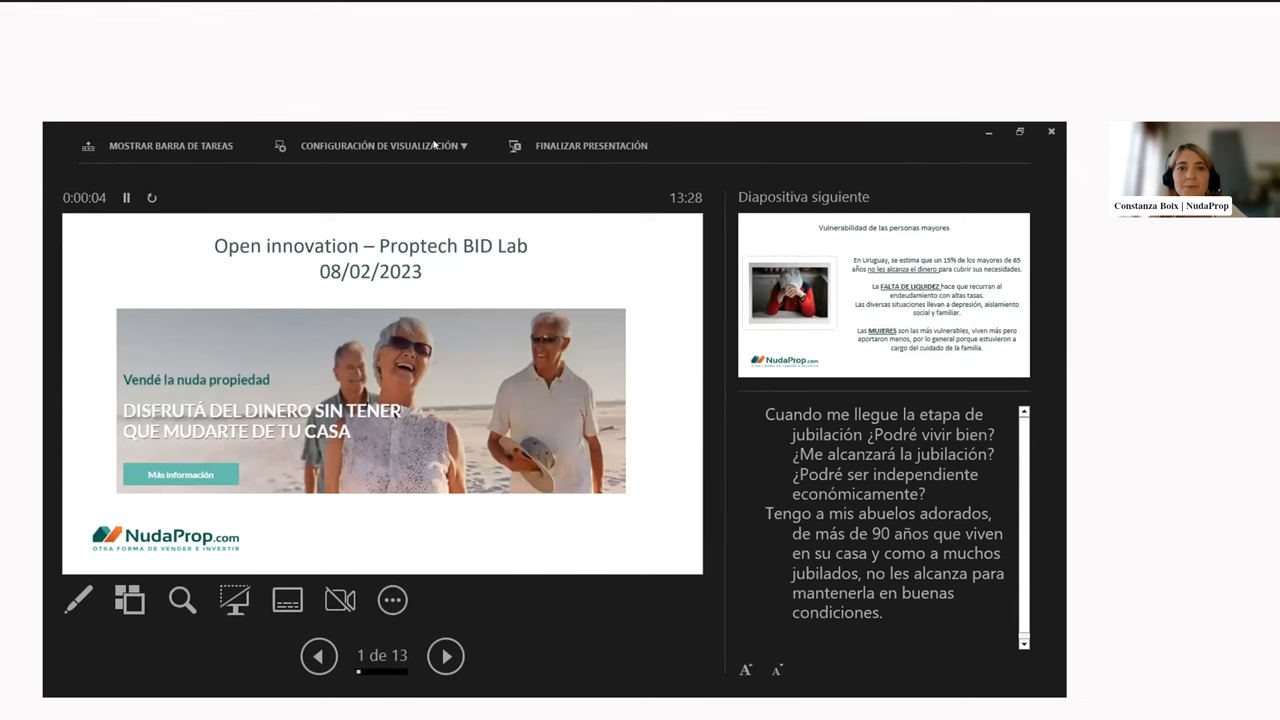 MOSTRAR BARRA DE TAREAS
CONFIGURACIÓN DE VISUALIZACIÓN ▼
FINALIZAR PRESENTACIÓN
0:00:04
13:28
Open innovation – Proptech BID Lab
08/02/2023
Vendé la nuda propiedad
DISFRUTÁ DEL DINERO SIN TENER
QUE MUDARTE DE TU CASA
Más información
NudaProp.com
OTRA FORMA DE VENDER E INVERTIR
1 de 13
Diapositiva siguiente
Vulnerabilidad de las personas mayores
En Uruguay, se estima que un 15% de los mayores de 65
años no les alcanza el dinero para cubrir sus necesidades.
La FALTA DE LIQUIDEZ hace que recurran al
endeudamiento con altas tasas.
Las diversas situaciones llevan a depresión, aislamiento
social y familiar.
Las MUJERES son las más vulnerables, viven más pero
aportaron menos, por lo general porque estuvieron a
cargo del cuidado de la familia.
NudaProp.com
OTRA FORMA DE VENDER E INVERTIR
Cuando me llegue la etapa de
jubilación ¿Podré vivir bien?
¿Me alcanzará la jubilación?
¿Podré ser independiente
económicamente?
Tengo a mis abuelos adorados,
de más de 90 años que viven
en su casa y como a muchos
jubilados, no les alcanza para
mantenerla en buenas
condiciones.
A A
Constanza Boix | NudaProp